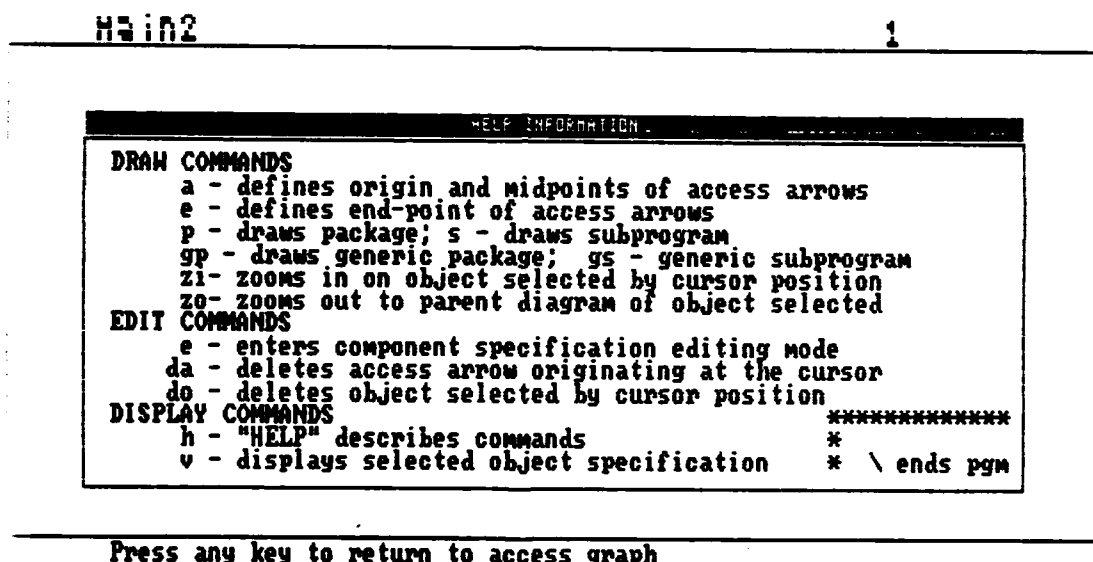 Main2 1
HELP INFORMATION
DRAW COMMANDS
a - defines origin and midpoints of access arrows
e - defines end-point of access arrows
p - draws package; s - draws subprogram
gp - draws generic package; gs - generic subprogram
zi- zooms in on object selected by cursor position
zo- zooms out to parent diagram of object selected
EDIT COMMANDS
e - enters component specification editing mode
da - deletes access arrow originating at the cursor
do - deletes object selected by cursor position
DISPLAY COMMANDS *************
h - "HELP" describes commands *
v - displays selected object specification * \ ends pgm
Press any key to return to access graph